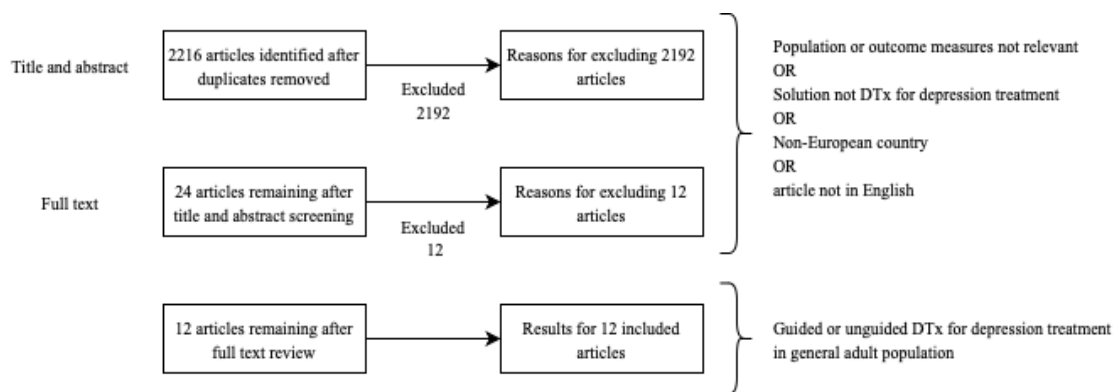 Title and abstract
2216 articles identified after
duplicates removed
Excluded
2192
Reasons for excluding 2192
articles
Population or outcome measures not relevant
OR
Solution not DTx for depression treatment
OR
Non-European country
OR
article not in English
Full text
24 articles remaining after
title and abstract screening
Excluded
12
Reasons for excluding 12
articles
12 articles remaining after
full text review
Results for 12 included
articles
Guided or unguided DTx for depression treatment
in general adult population